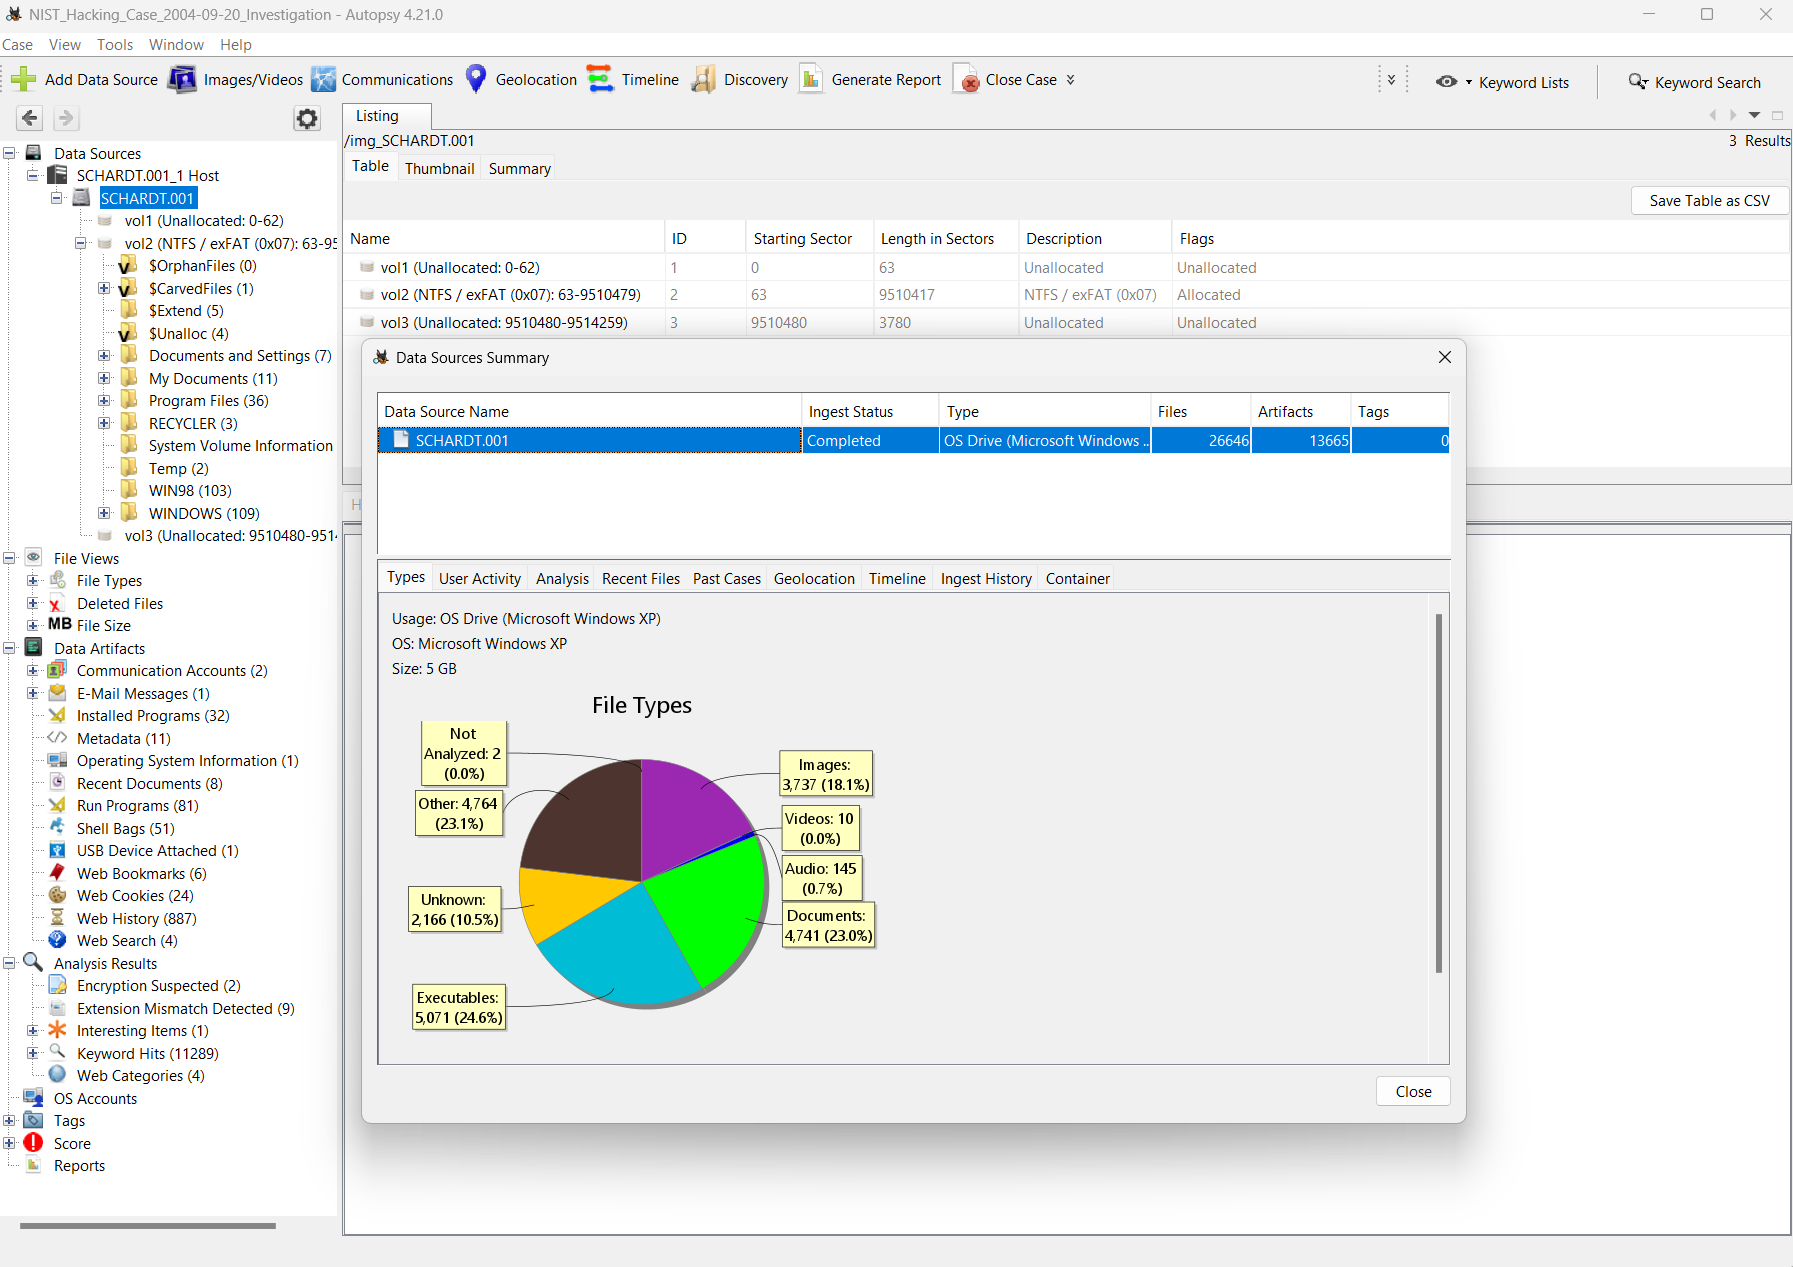 NIST_Hacking_Case_2004-09-20_Investigation - Autopsy 4.21.0
Case View Tools Window Help
Add Data Source Images/Videos Communications Geolocation Timeline Discovery Generate Report Close Case Keyword Lists Keyword Search
Listing
/img_SCHARDT.001
3 Results
Table Thumbnail Summary
Save Table as CSV
Name ID Starting Sector Length in Sectors Description Flags
vol1 (Unallocated: 0-62) 1 0 63 Unallocated Unallocated
vol2 (NTFS / exFAT (0x07): 63-9510479) 2 63 9510417 NTFS / exFAT (0x07) Allocated
vol3 (Unallocated: 9510480-9514259) 3 9510480 3780 Unallocated Unallocated
Data Sources
SCHARDT.001_1 Host
SCHARDT.001
vol1 (Unallocated: 0-62)
vol2 (NTFS / exFAT (0x07): 63-95
$OrphanFiles (0)
$CarvedFiles (1)
$Extend (5)
$Unalloc (4)
Documents and Settings (7)
My Documents (11)
Program Files (36)
RECYCLER (3)
System Volume Information
Temp (2)
WIN98 (103)
WINDOWS (109)
vol3 (Unallocated: 9510480-951
File Views
File Types
Deleted Files
MB File Size
Data Artifacts
Communication Accounts (2)
E-Mail Messages (1)
Installed Programs (32)
Metadata (11)
Operating System Information (1)
Recent Documents (8)
Run Programs (81)
Shell Bags (51)
USB Device Attached (1)
Web Bookmarks (6)
Web Cookies (24)
Web History (887)
Web Search (4)
Analysis Results
Encryption Suspected (2)
Extension Mismatch Detected (9)
Interesting Items (1)
Keyword Hits (11289)
Web Categories (4)
OS Accounts
Tags
Score
Reports
H
Data Sources Summary
Data Source Name Ingest Status Type Files Artifacts Tags
SCHARDT.001 Completed OS Drive (Microsoft Windows ... 26646 13665 0
Types User Activity Analysis Recent Files Past Cases Geolocation Timeline Ingest History Container
Usage: OS Drive (Microsoft Windows XP)
OS: Microsoft Windows XP
Size: 5 GB
File Types
Not
Analyzed: 2
(0.0%)
Other: 4,764
(23.1%)
Unknown:
2,166 (10.5%)
Executables:
5,071 (24.6%)
Images:
3,737 (18.1%)
Videos: 10
(0.0%)
Audio: 145
(0.7%)
Documents:
4,741 (23.0%)
Close